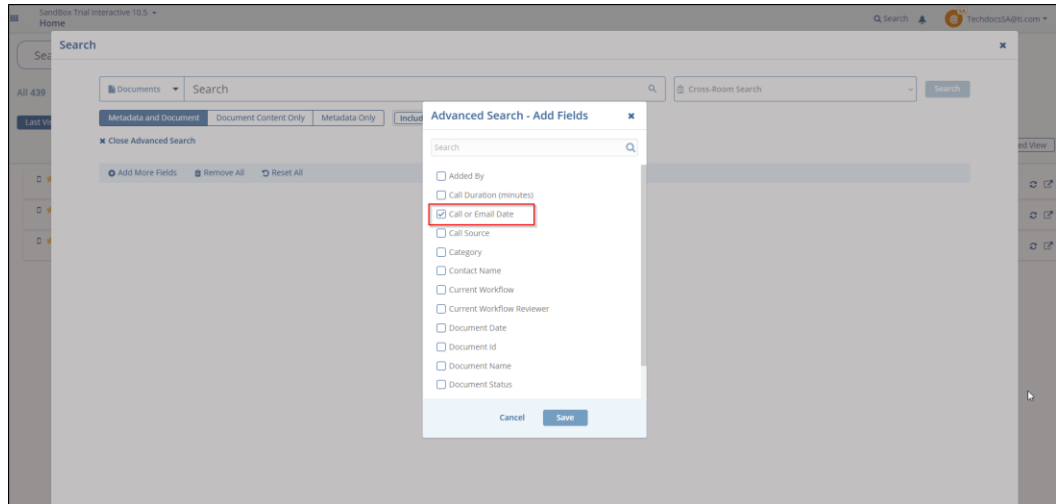 SandBox Trial Interactive 10.5
Home
Search
TechdocsSA@ti.com
Search
All 439
Documents
Search
Cross-Room Search
Search
Metadata and Document
Document Content Only
Metadata Only
Includ
Last Vie
Close Advanced Search
Add More Fields
Remove All
Reset All
ed View
Advanced Search - Add Fields
Search
Added By
Call Duration (minutes)
Call or Email Date
Call Source
Category
Contact Name
Current Workflow
Current Workflow Reviewer
Document Date
Document Id
Document Name
Document Status
Cancel
Save